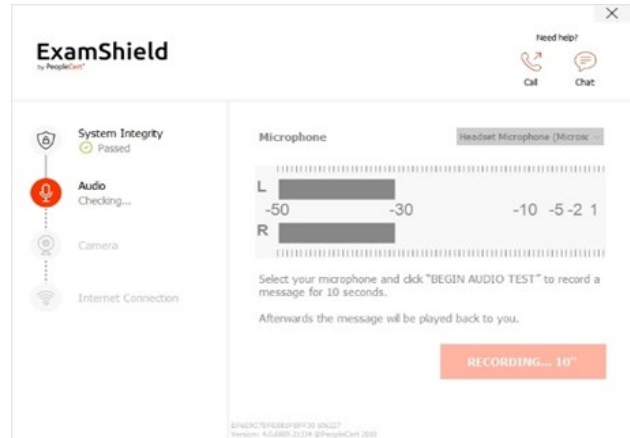 Need help?
ExamShield
by PeopleCert
Call Chat
System Integrity
Passed
Audio
Checking...
Camera
Internet Connection
Microphone
Headset Microphone (Microsc
L
-50 -30 -10 -5 -2 1
R
Select your microphone and click "BEGIN AUDIO TEST" to record a
message for 10 seconds.
Afterwards the message will be played back to you.
RECORDING... 10"